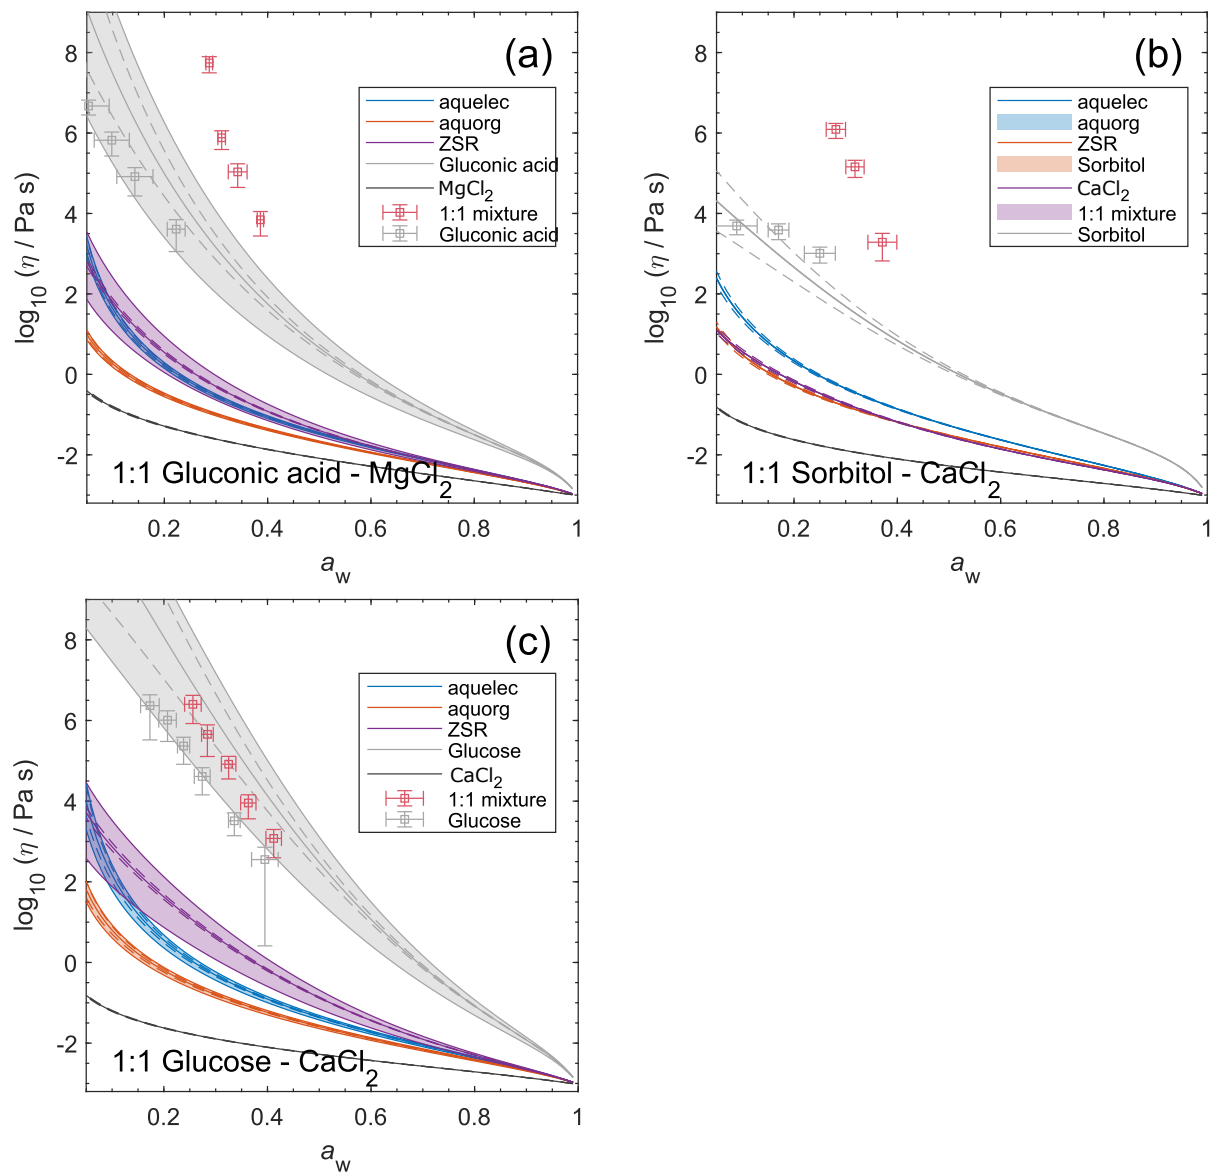 (a)
8
6
4
2
0
-2
log10 (η / Pa s)
aquelec
aquorg
ZSR
Gluconic acid
MgCl2
1:1 mixture
Gluconic acid
1:1 Gluconic acid - MgCl2
0.2 0.4 0.6 0.8 1
aw
(b)
8
6
4
2
0
-2
log10 (η / Pa s)
aquelec
aquorg
ZSR
Sorbitol
CaCl2
1:1 mixture
Sorbitol
1:1 Sorbitol - CaCl2
0.2 0.4 0.6 0.8 1
aw
(c)
8
6
4
2
0
-2
log10 (η / Pa s)
aquelec
aquorg
ZSR
Glucose
CaCl2
1:1 mixture
Glucose
1:1 Glucose - CaCl2
0.2 0.4 0.6 0.8 1
aw